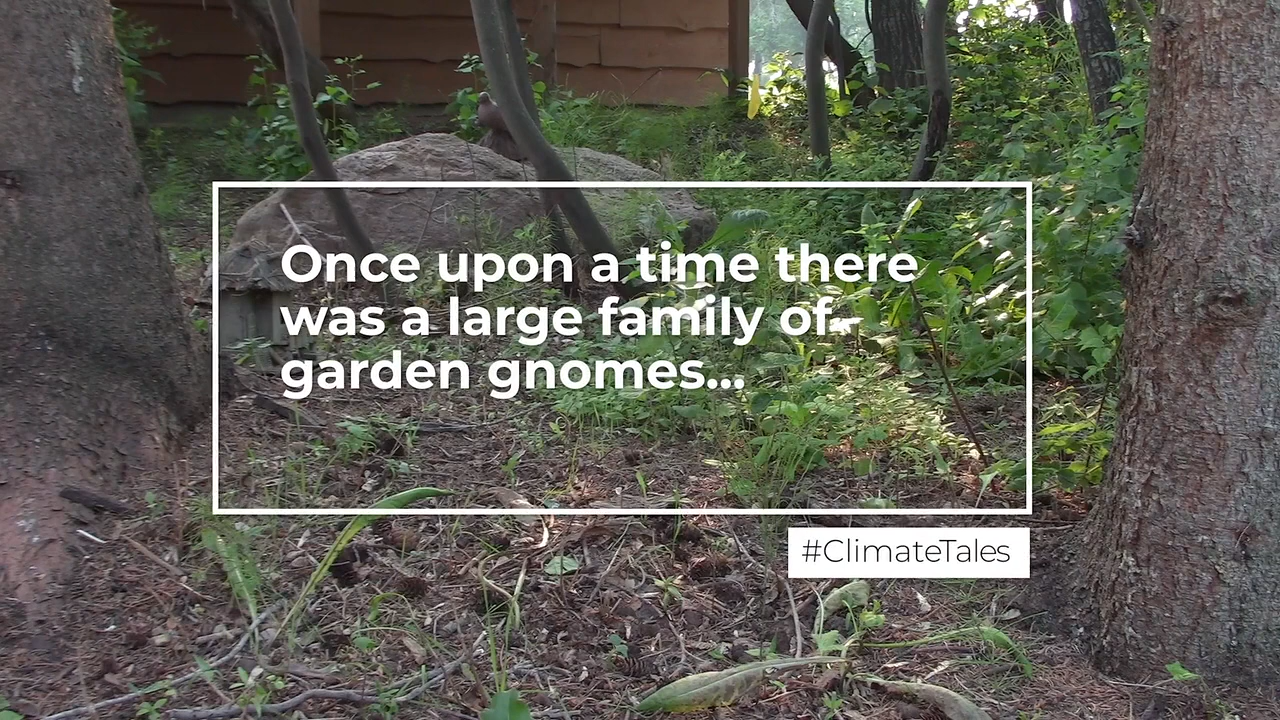 Once upon a time there
was a large family of
garden gnomes...
#ClimateTales